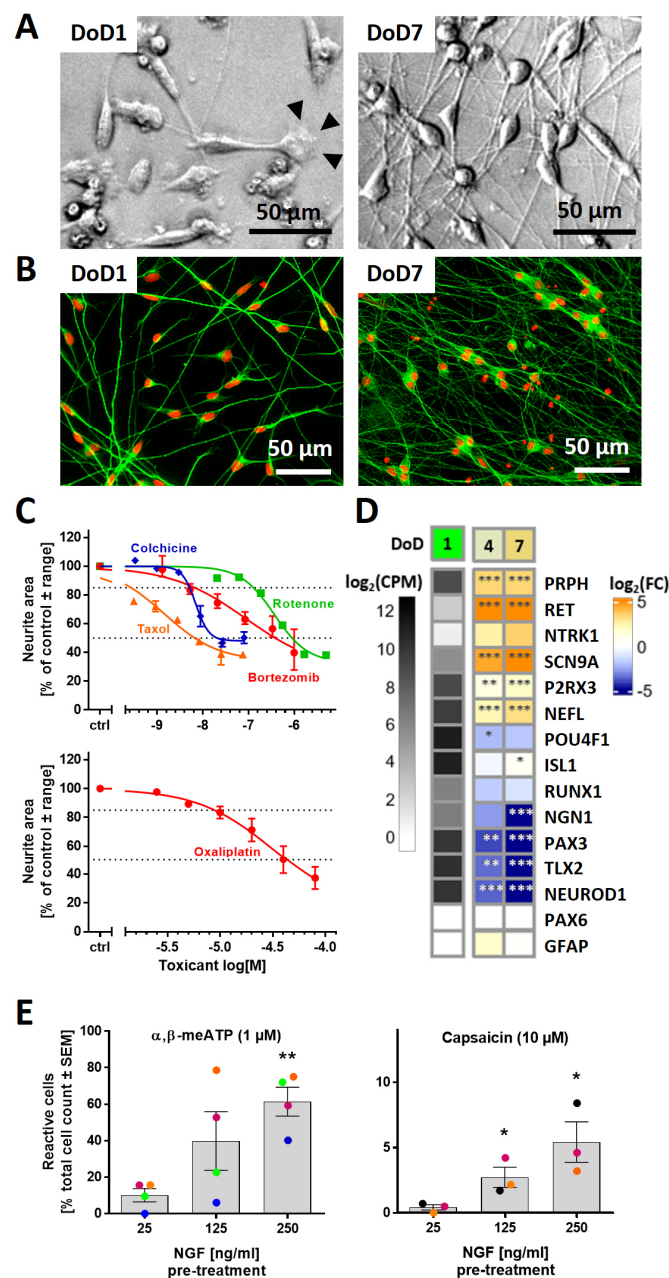 A
DoD1
DoD7
50 µm
50 µm
B
DoD1
DoD7
50 µm
50 µm
C
Neurite area
[% of control ± range]
120
100
80
60
40
20
0
Colchicine
Rotenone
Taxol
Bortezomib
ctrl
-9
-8
-7
-6
Neurite area
[% of control ± range]
120
100
80
60
40
20
0
Oxaliplatin
ctrl
-5.5
-5.0
-4.5
-4.0
Toxicant log[M]
D
DoD
1
4
7
log2(CPM)
12
10
8
6
4
2
0
*** *** PRPH
*** *** RET
NTRK1
*** *** SCN9A
** *** P2RX3
*** *** NEFL
* POU4F1
* ISL1
RUNX1
*** NGN1
** *** PAX3
** *** TLX2
*** *** NEUROD1
PAX6
GFAP
log2(FC)
5
0
-5
E
Reactive cells
[% total cell count ± SEM]
α,β-meATP (1 µM)
100
80
60
40
20
0
**
25
125
250
NGF [ng/ml]
pre-treatment
Capsaicin (10 µM)
10
5
0
*
*
25
125
250
NGF [ng/ml]
pre-treatment